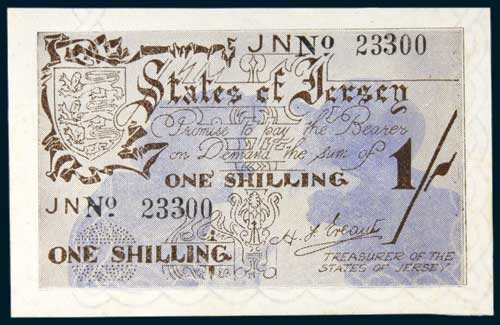 JN No 23300
States of Jersey
Promise to pay the Bearer
on Demand the sum of
ONE SHILLING
1/-
JN No 23300
ONE SHILLING
TREASURER OF THE
STATES OF JERSEY